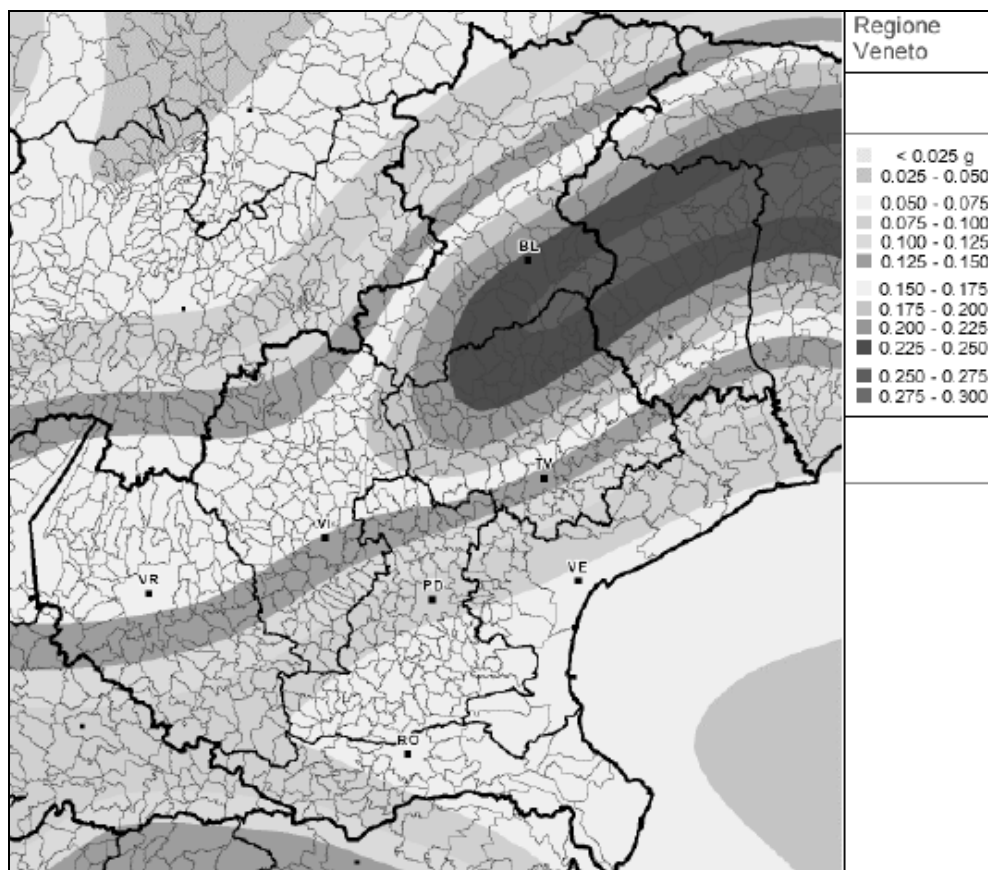 Regione
Veneto
< 0.025 g
0.025 - 0.050
0.050 - 0.075
0.075 - 0.100
0.100 - 0.125
0.125 - 0.150
0.150 - 0.175
0.175 - 0.200
0.200 - 0.225
0.225 - 0.250
0.250 - 0.275
0.275 - 0.300
BL
TV
VI
VE
VR
PD
RO